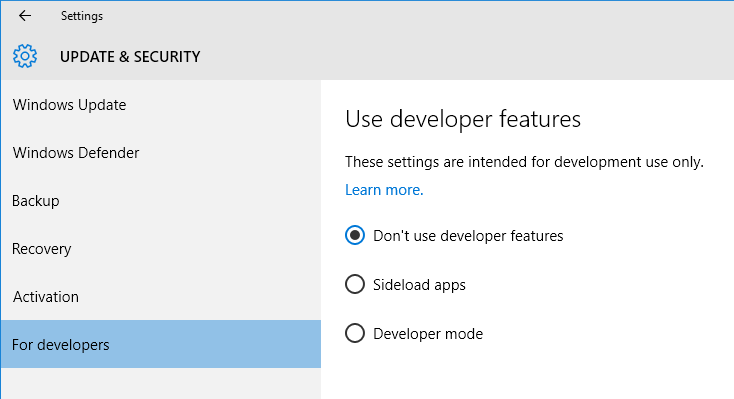 Settings
UPDATE & SECURITY
Windows Update
Windows Defender
Backup
Recovery
Activation
For developers
Use developer features
These settings are intended for development use only.
Learn more.
Don't use developer features
Sideload apps
Developer mode